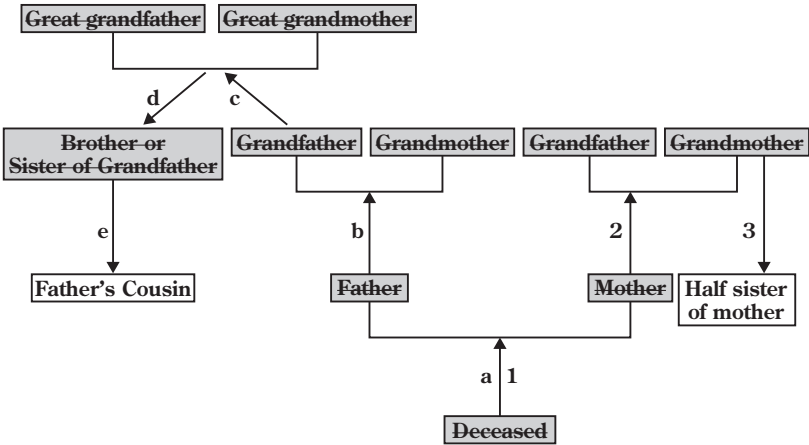 Great grandfather
Great grandmother
d
c
Brother or
Sister of Grandfather
Grandfather
Grandmother
Grandfather
Grandmother
e
b
2
3
Father's Cousin
Father
Mother
Half sister
of mother
a
1
Deceased